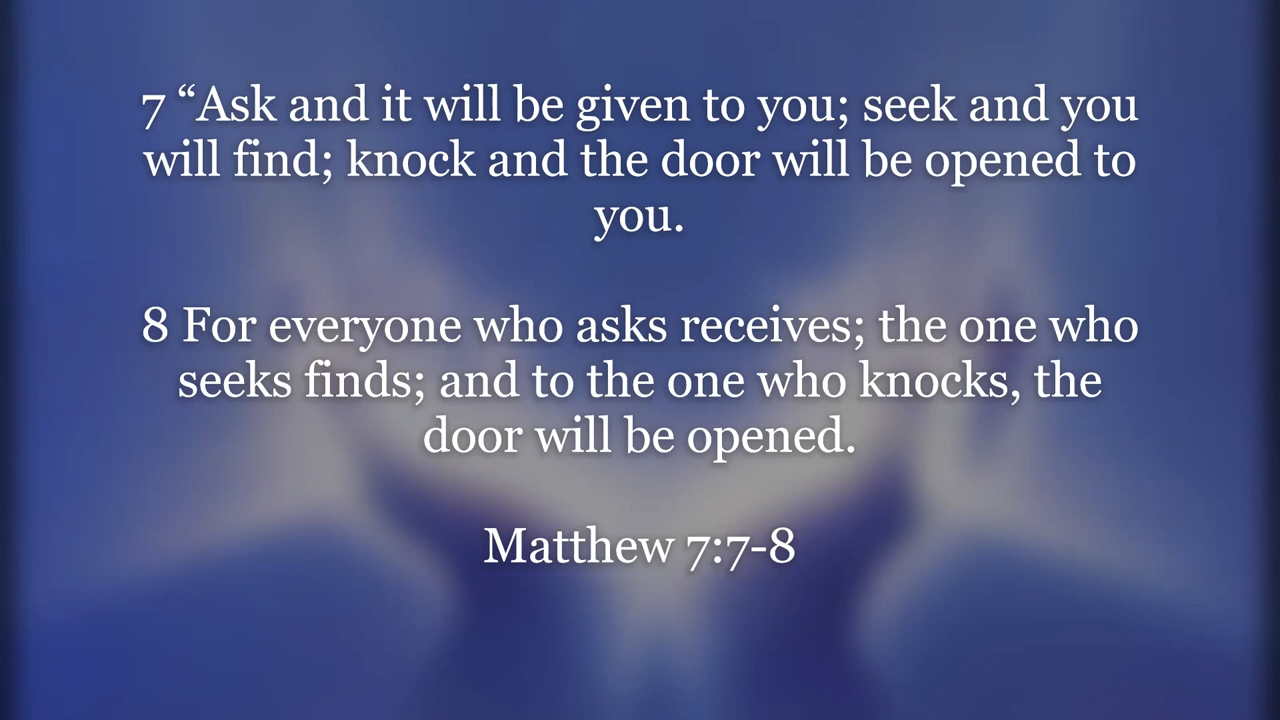 7 “Ask and it will be given to you; seek and you
will find; knock and the door will be opened to
you.
8 For everyone who asks receives; the one who
seeks finds; and to the one who knocks, the
door will be opened.
Matthew 7:7-8